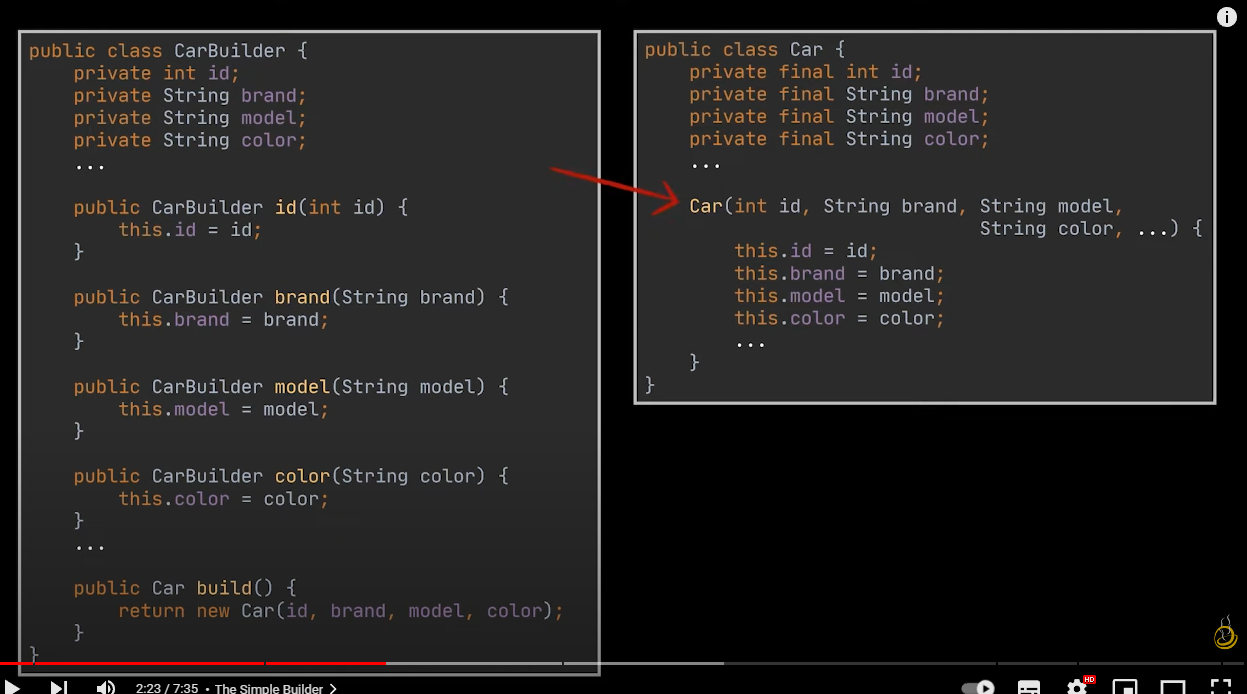 public class CarBuilder {
private int id;
private String brand;
private String model;
private String color;
...
public CarBuilder id(int id) {
this.id = id;
}
public CarBuilder brand(String brand) {
this.brand = brand;
}
public CarBuilder model(String model) {
this.model = model;
}
public CarBuilder color(String color) {
this.color = color;
}
...
public Car build() {
return new Car(id, brand, model, color);
}
}
public class Car {
private final int id;
private final String brand;
private final String model;
private final String color;
...
Car(int id, String brand, String model,
String color, ...) {
this.id = id;
this.brand = brand;
this.model = model;
this.color = color;
...
}
}
i
2:23 / 7:35 • The Simple Builder >
HD